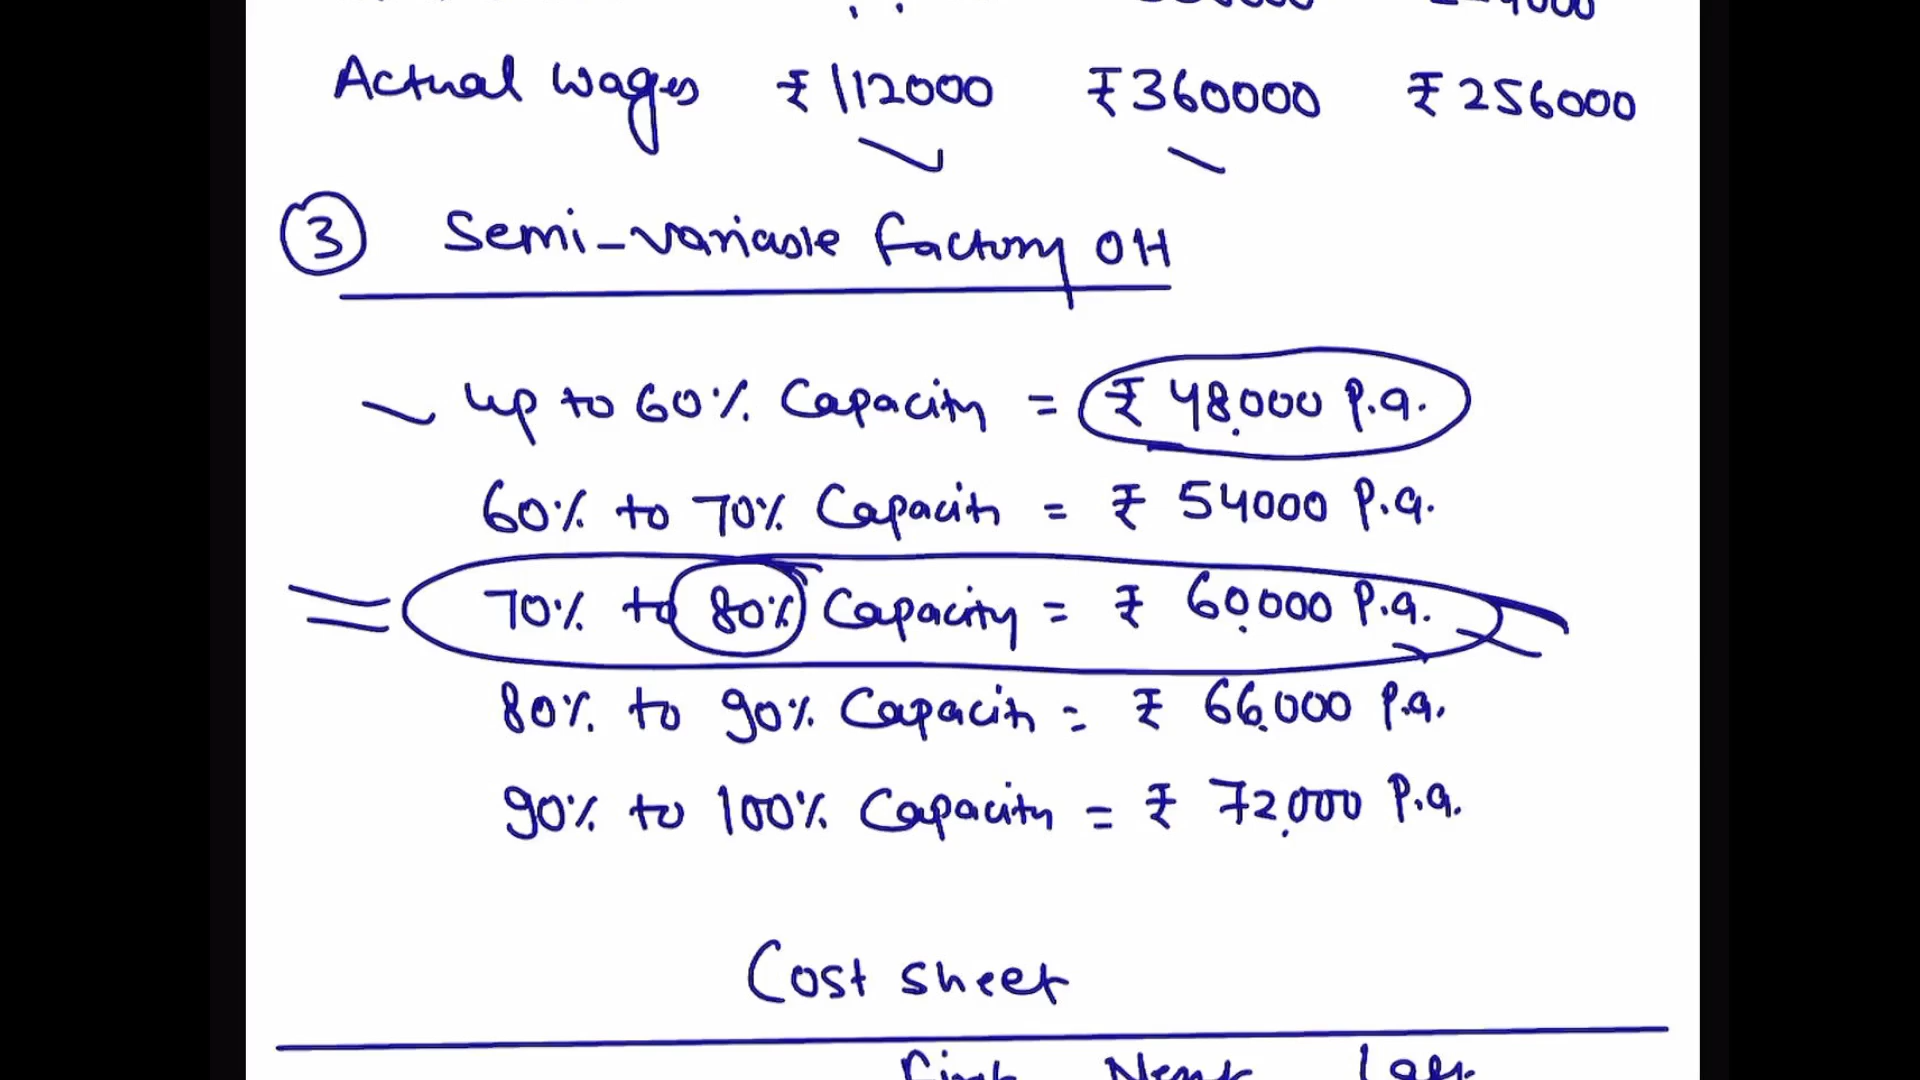 Actual wages ₹112000 ₹360000 ₹256000
3 Semi-variable factory OH
up to 60% Capacity = ₹ 48,000 p.a.
60% to 70% Capacity = ₹ 54000 p.a.
70% to 80% Capacity = ₹ 60,000 p.a.
80% to 90% Capacity = ₹ 66,000 p.a.
90% to 100% Capacity = ₹ 72,000 p.a.
Cost sheet